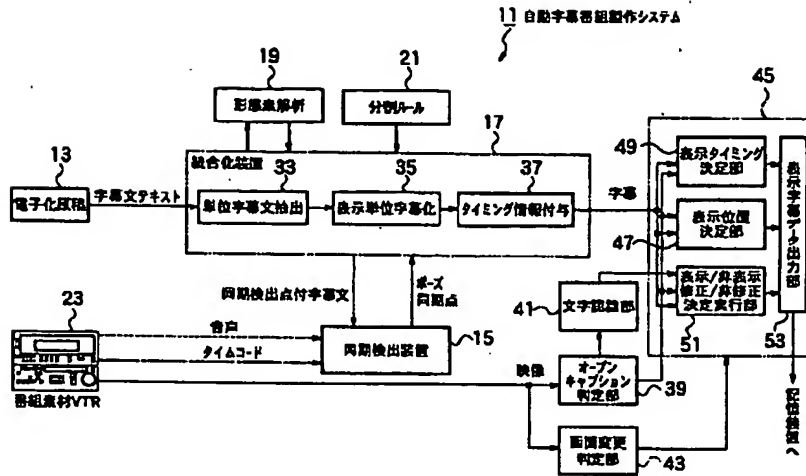 11 自動字幕番組製作システム
19
形態素解析
21
分割ルール
45
17
統合化装置
13
電子化原稿
字幕文テキスト
33
単位字幕文抽出
35
表示単位字幕化
37
タイミング情報付与
字幕
49
表示タイミング
決定部
47
表示位置
決定部
表示/非表示
修正/非修正
決定実行部
51
表示字幕データ出力部
53
同期検出点付字幕文
ポーズ
同期点
41
文字認識部
23
音声
タイムコード
同期検出装置
15
映像
オープン
キャプション
判定部
39
番組素材VTR
画面変更
判定部
43
記憶装置へ